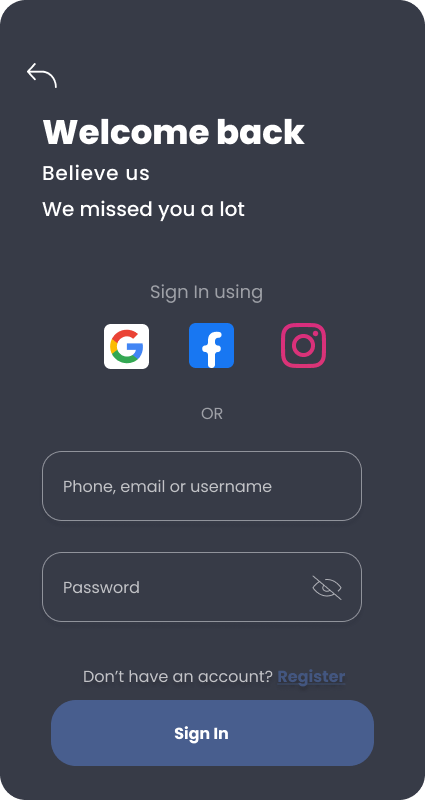 Welcome back
Believe us
We missed you a lot
Sign In using
OR
Phone, email or username
Password
Don’t have an account? Register
Sign In